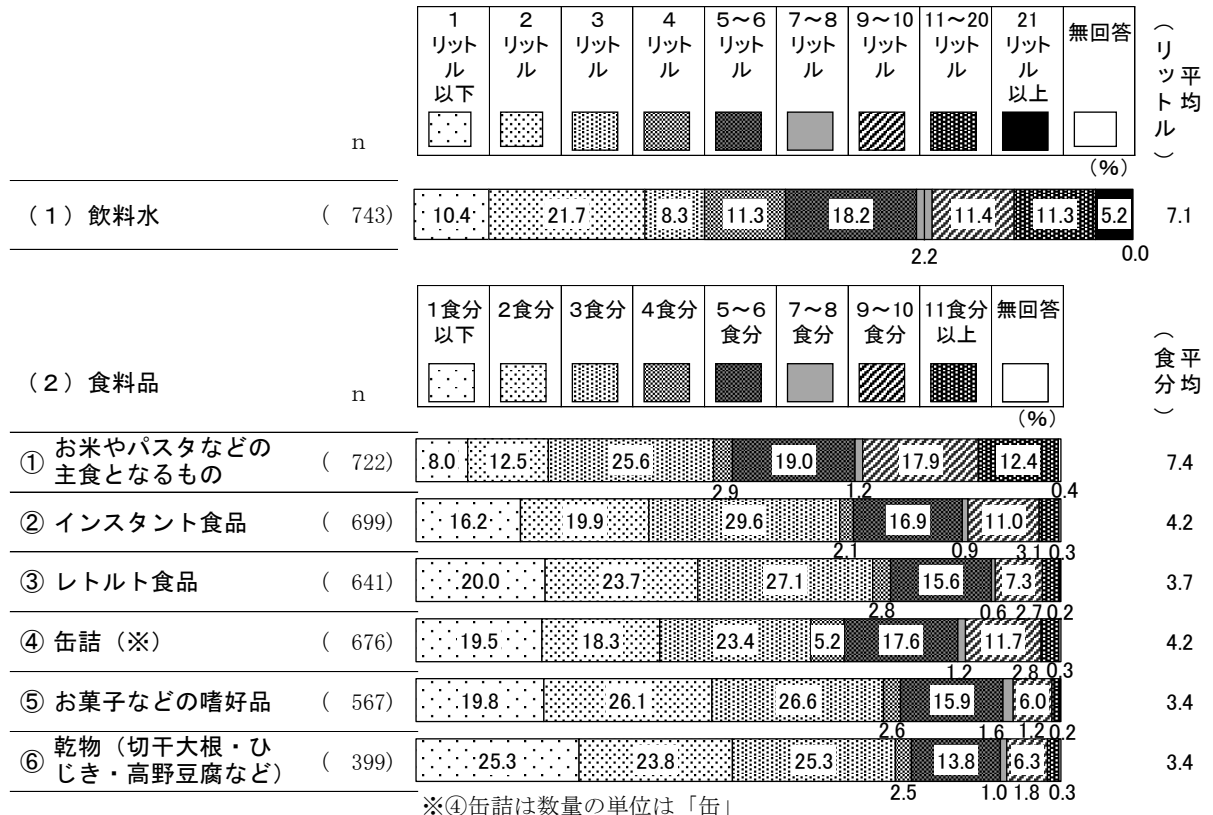 1
リット
ル
以下
2
リット
ル
3
リット
ル
4
リット
ル
5~6
リット
ル
7~8
リット
ル
9~10
リット
ル
11~20
リット
ル
21
リット
ル
以上
無回答
平均
(リットル)
n
(%)
(1)飲料水
( 743)
10.4
21.7
8.3
11.3
18.2
11.4
11.3
5.2
7.1
2.2
0.0
1食分
以下
2食分
3食分
4食分
5~6
食分
7~8
食分
9~10
食分
11食分
以上
無回答
平均
(食分)
(2)食料品
n
(%)
① お米やパスタなどの
主食となるもの
( 722)
8.0
12.5
25.6
19.0
17.9
12.4
7.4
2.9
1.2
0.4
② インスタント食品
( 699)
16.2
19.9
29.6
16.9
11.0
4.2
2.1
0.9
3.1
0.3
③ レトルト食品
( 641)
20.0
23.7
27.1
15.6
7.3
3.7
2.8
0.6
2.7
0.2
④ 缶詰(※)
( 676)
19.5
18.3
23.4
5.2
17.6
11.7
4.2
1.2
2.8
0.3
⑤ お菓子などの嗜好品
( 567)
19.8
26.1
26.6
15.9
6.0
3.4
2.6
1.6
1.2
0.2
⑥ 乾物(切干大根・ひ
じき・高野豆腐など)
( 399)
25.3
23.8
25.3
13.8
6.3
3.4
2.5
1.0
1.8
0.3
※④缶詰は数量の単位は「缶」